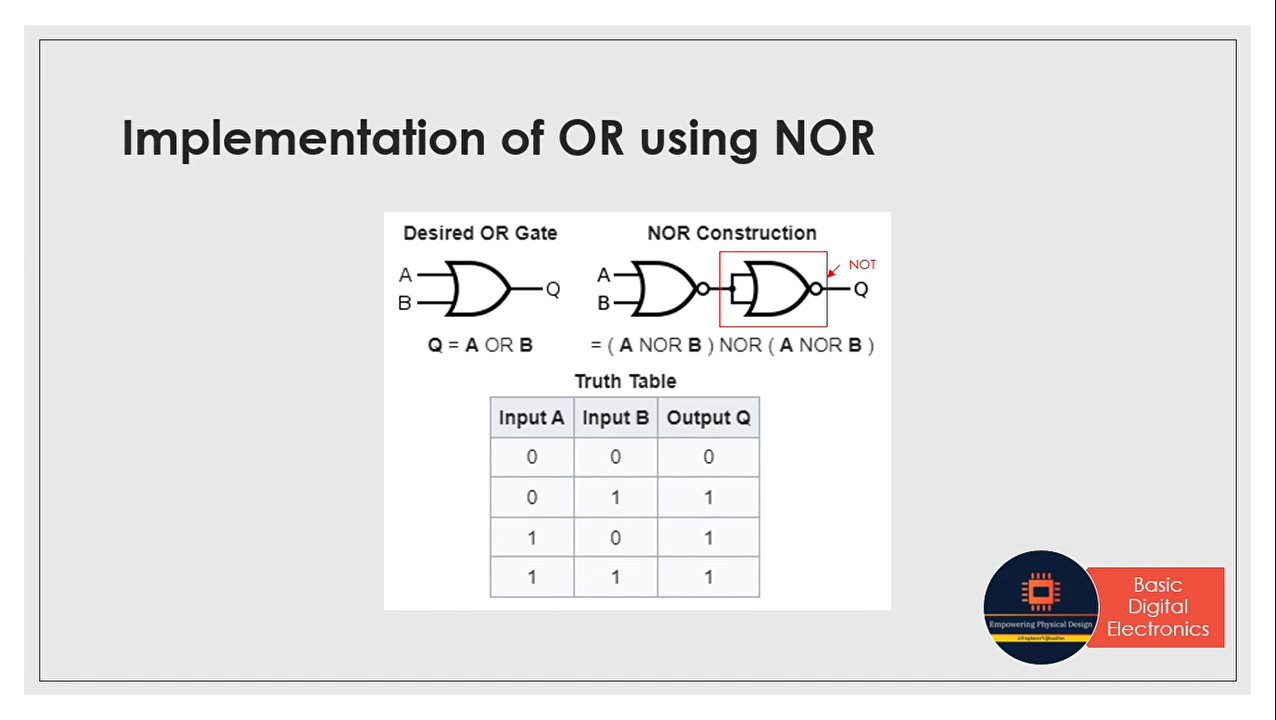 Implementation of OR using NOR
Desired OR Gate
NOR Construction
A
B
Q
A
B
Q
NOT
Q = A OR B
= ( A NOR B ) NOR ( A NOR B )
Truth Table
Input A Input B Output Q
0 0 0
0 1 1
1 0 1
1 1 1
Empowering Physical Design
Basic
Digital
Electronics